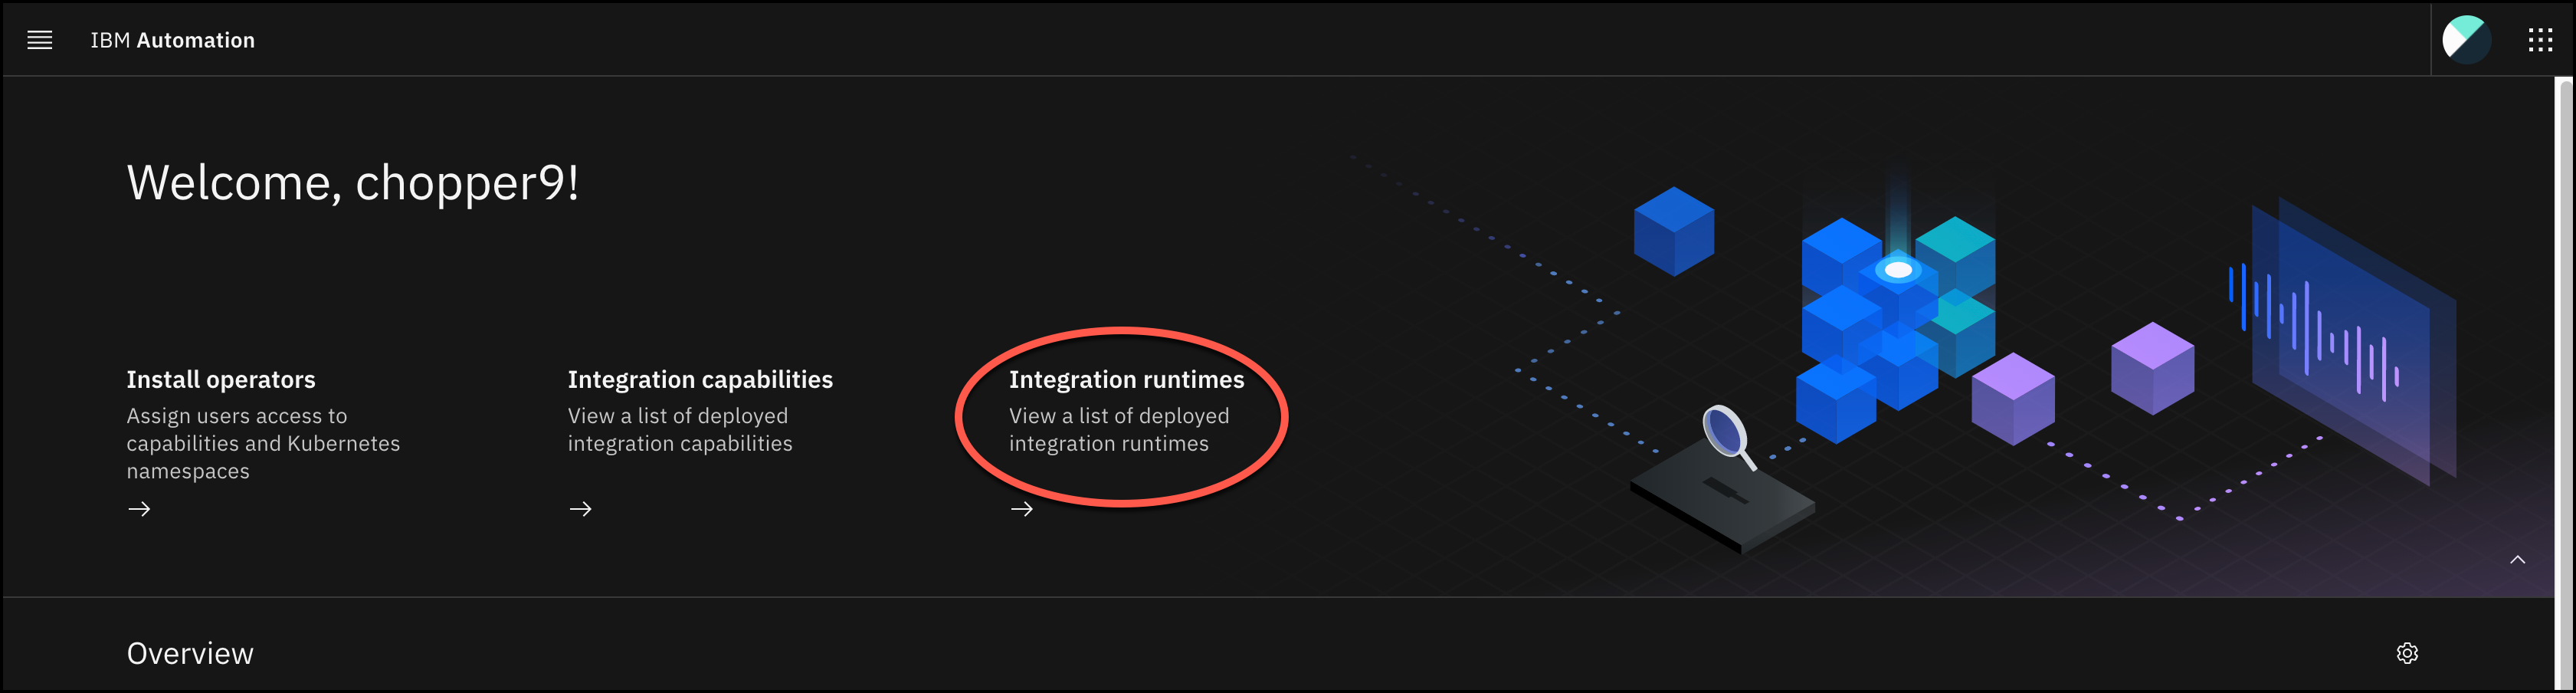 IBM Automation
Welcome, chopper9!
Install operators
Assign users access to
capabilities and Kubernetes
namespaces
Integration capabilities
View a list of deployed
integration capabilities
Integration runtimes
View a list of deployed
integration runtimes
Overview